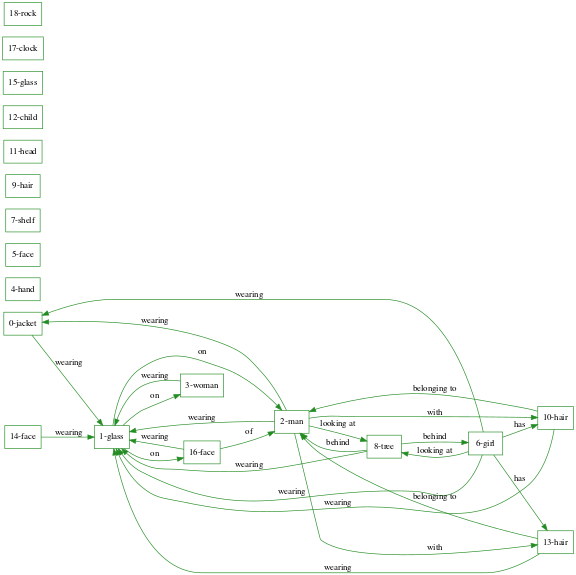 18-rock
17-clock
15-glass
12-child
11-head
9-hair
7-shelf
5-face
4-hand
wearing
0-jacket
wearing
on
wearing
wearing
3-woman
belonging to
on
with
wearing
2-man
10-hair
looking at
has
of
14-face
wearing
1-glass
wearing
behind
6-girl
behind
8-tree
on
16-face
looking at
wearing
has
wearing
belonging to
wearing
13-hair
with
wearing